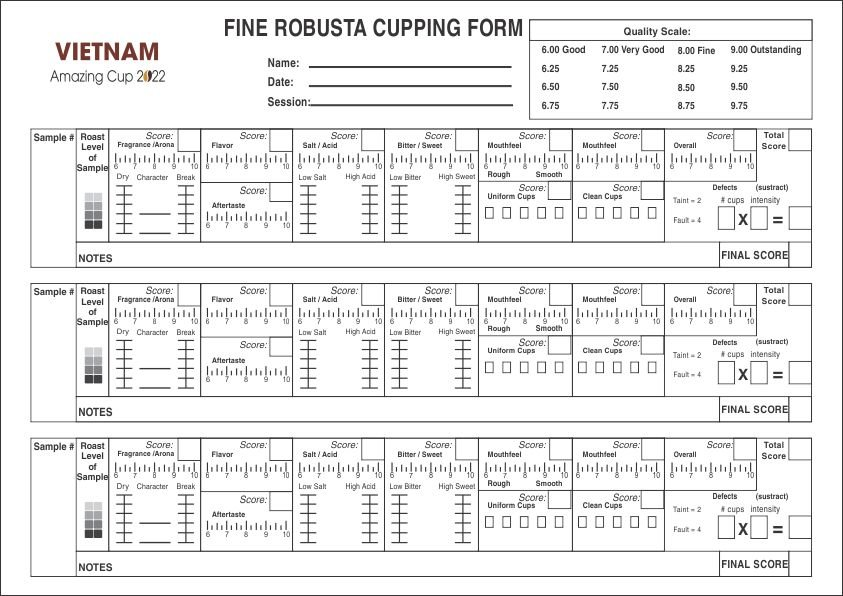 FINE ROBUSTA CUPPING FORM
VIETNAM
Amazing Cup 2022
Name:
Date:
Session:
Quality Scale:
6.00 Good 7.00 Very Good 8.00 Fine 9.00 Outstanding
6.25 7.25 8.25 9.25
6.50 7.50 8.50 9.50
6.75 7.75 8.75 9.75
Sample # Roast Level of Sample
Score: Score: Score: Score: Score: Score: Score: Total Score
Fragrance/Arona Flavor Salt / Acid Bitter / Sweet Mouthfeel Mouthfeel Overall
6 7 8 9 10 6 7 8 9 10 6 7 8 9 10 6 7 8 9 10 6 7 8 9 10 6 7 8 9 10 6 7 8 9 10
Dry Character Break Low Salt High Acid Low Bitter High Sweet Rough Smooth
Score: Score: Score: Defects (sustract)
Aftertaste Uniform Cups Clean Cups Taint = 2 # cups intensity
6 7 8 9 10 Fault = 4 X =
NOTES FINAL SCORE
Sample # Roast Level of Sample
Score: Score: Score: Score: Score: Score: Score: Total Score
Fragrance /Arona Flavor Salt / Acid Bitter / Sweet Mouthfeel Mouthfeel Overall
6 7 8 9 10 6 7 8 9 10 6 7 8 9 10 6 7 8 9 10 6 7 8 9 10 6 7 8 9 10 6 7 8 9 10
Dry Character Break Low Salt High Acid Low Bitter High Sweet Rough Smooth
Score: Score: Score: Defects (sustract)
Aftertaste Uniform Cups Clean Cups Taint = 2 # cups intensity
6 7 8 9 10 Fault = 4 X =
NOTES FINAL SCORE
Sample # Roast Level of Sample
Score: Score: Score: Score: Score: Score: Score: Total Score
Fragrance/Arona Flavor Salt / Acid Bitter / Sweet Mouthfeel Mouthfeel Overall
6 7 8 9 10 6 7 8 9 10 6 7 8 9 10 6 7 8 9 10 6 7 8 9 10 6 7 8 9 10 6 7 8 9 10
Dry Character Break Low Salt High Acid Low Bitter High Sweet Rough Smooth
Score: Score: Score: Defects (sustract)
Aftertaste Uniform Cups Clean Cups Taint = 2 # cups intensity
6 7 8 9 10 Fault = 4 X =
NOTES FINAL SCORE